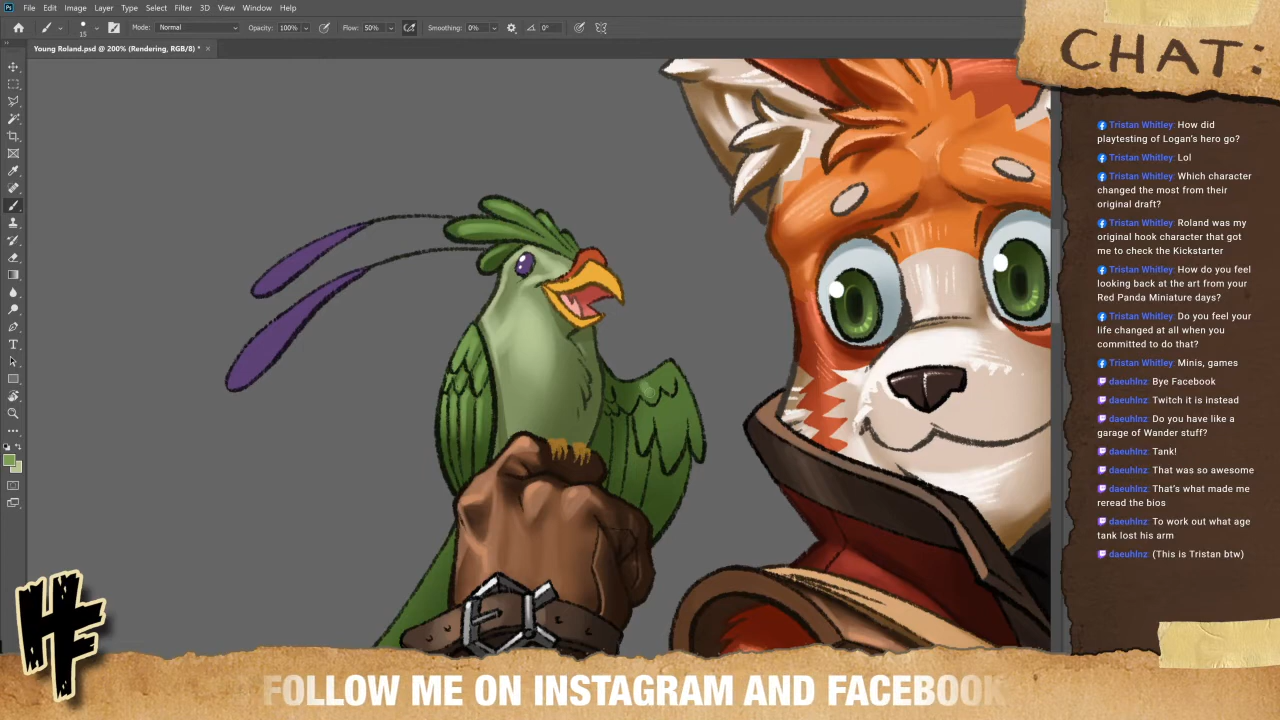 Ps File Edit Image Layer Type Select Filter 3D View Window Help
15 Mode: Normal Opacity: 100% Flow: 50% Smoothing: 0% 0°
Young Roland.psd @ 200% (Rendering, RGB/8) *
CHAT:
Tristan Whitley: How did
playtesting of Logan's hero go?
Tristan Whitley: Lol
Tristan Whitley: Which character
changed the most from their
original draft?
Tristan Whitley: Roland was my
original hook character that got
me to check the Kickstarter
Tristan Whitley: How do you feel
looking back at the art from your
Red Panda Miniature days?
Tristan Whitley: Do you feel your
life changed at all when you
committed to do that?
Tristan Whitley: Minis, games
daeuhlnz: Bye Facebook
daeuhlnz: Twitch it is instead
daeuhlnz: Do you have like a
garage of Wander stuff?
daeuhlnz: Tank!
daeuhlnz: That was so awesome
daeuhlnz: That's what made me
reread the bios
daeuhlnz: To work out what age
tank lost his arm
daeuhlnz: (This is Tristan btw)
HF
FOLLOW ME ON INSTAGRAM AND FACEBOOK